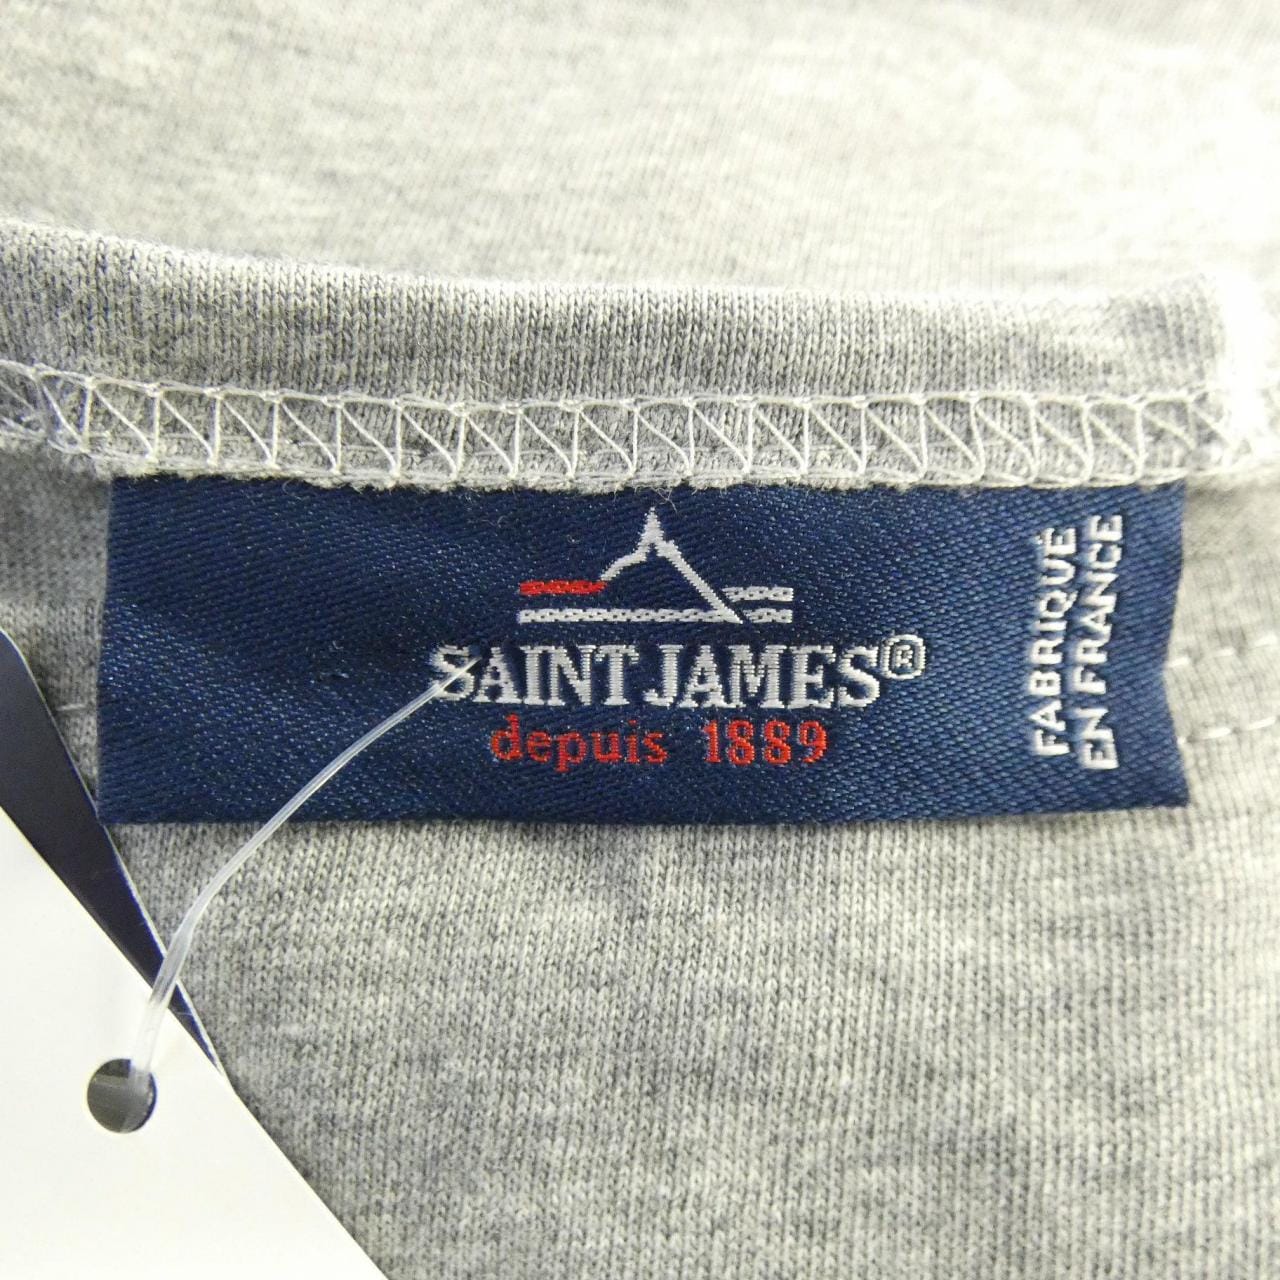 SAINT JAMES®
depuis 1889
FABRIQUÉ
EN FRANCE